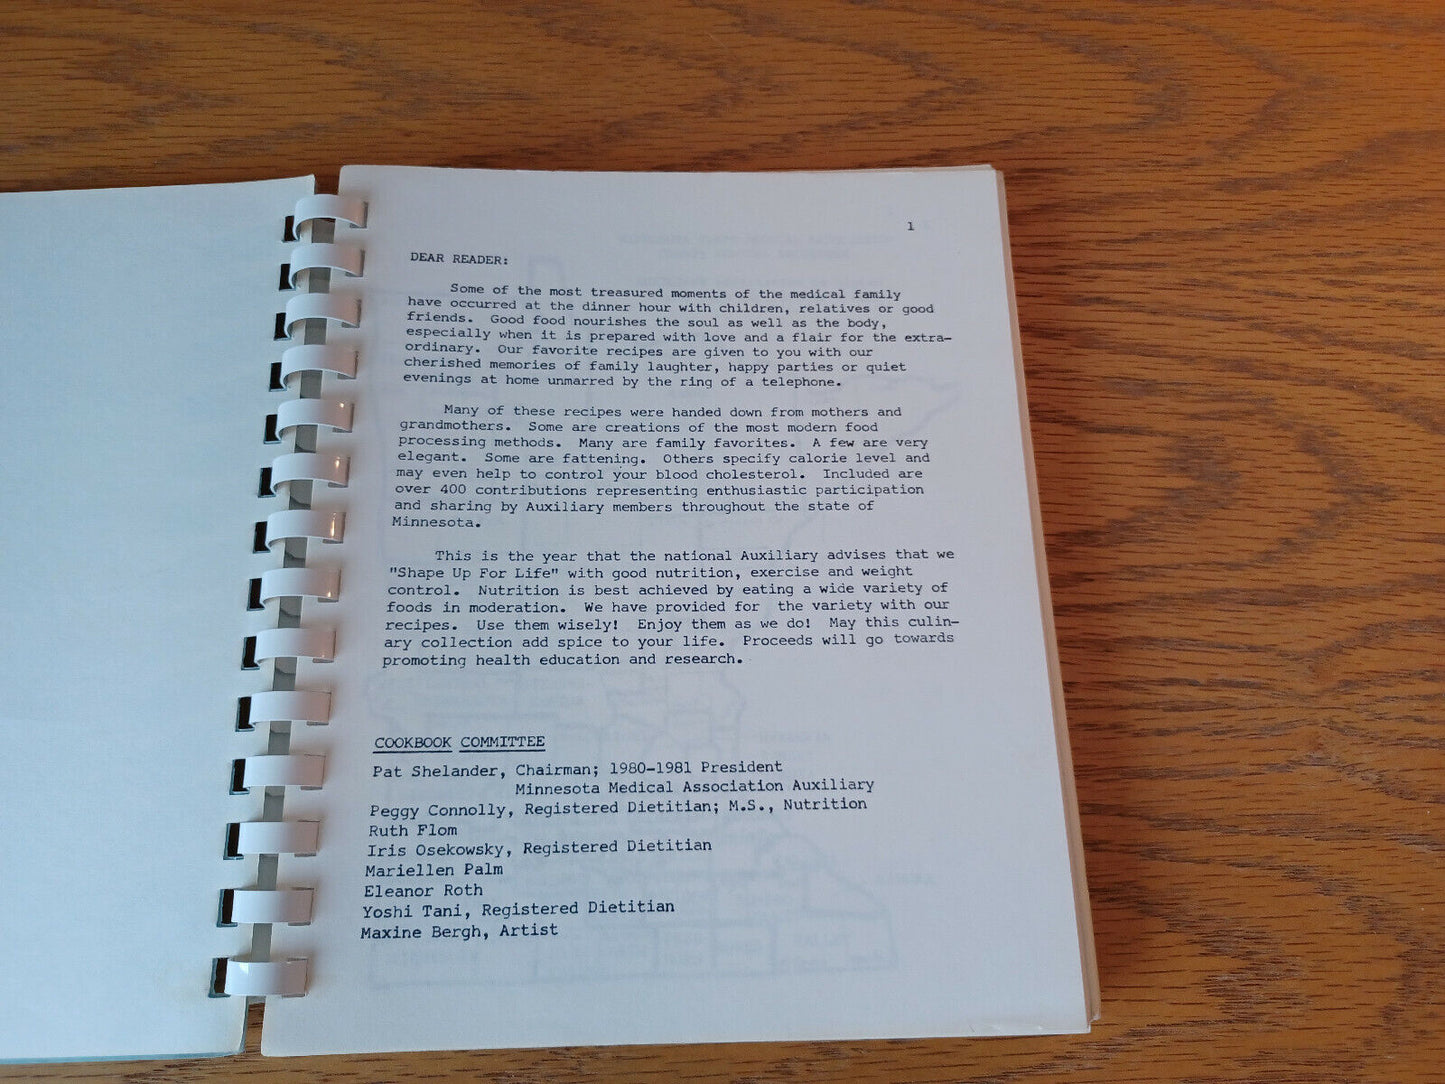 1
DEAR READER:
Some of the most treasured moments of the medical family
have occurred at the dinner hour with children, relatives or good
friends. Good food nourishes the soul as well as the body,
especially when it is prepared with love and a flair for the extra-
ordinary. Our favorite recipes are given to you with our
cherished memories of family laughter, happy parties or quiet
evenings at home unmarred by the ring of a telephone.
Many of these recipes were handed down from mothers and
grandmothers. Some are creations of the most modern food
processing methods. Many are family favorites. A few are very
elegant. Some are fattening. Others specify calorie level and
may even help to control your blood cholesterol. Included are
over 400 contributions representing enthusiastic participation
and sharing by Auxiliary members throughout the state of
Minnesota.
This is the year that the national Auxiliary advises that we
"Shape Up For Life" with good nutrition, exercise and weight
control. Nutrition is best achieved by eating a wide variety of
foods in moderation. We have provided for the variety with our
recipes. Use them wisely! Enjoy them as we do! May this culin-
ary collection add spice to your life. Proceeds will go towards
promoting health education and research.
COOKBOOK COMMITTEE
Pat Shelander, Chairman; 1980-1981 President
Minnesota Medical Association Auxiliary
Peggy Connolly, Registered Dietitian; M.S., Nutrition
Ruth Flom
Iris Osekowsky, Registered Dietitian
Mariellen Palm
Eleanor Roth
Yoshi Tani, Registered Dietitian
Maxine Bergh, Artist